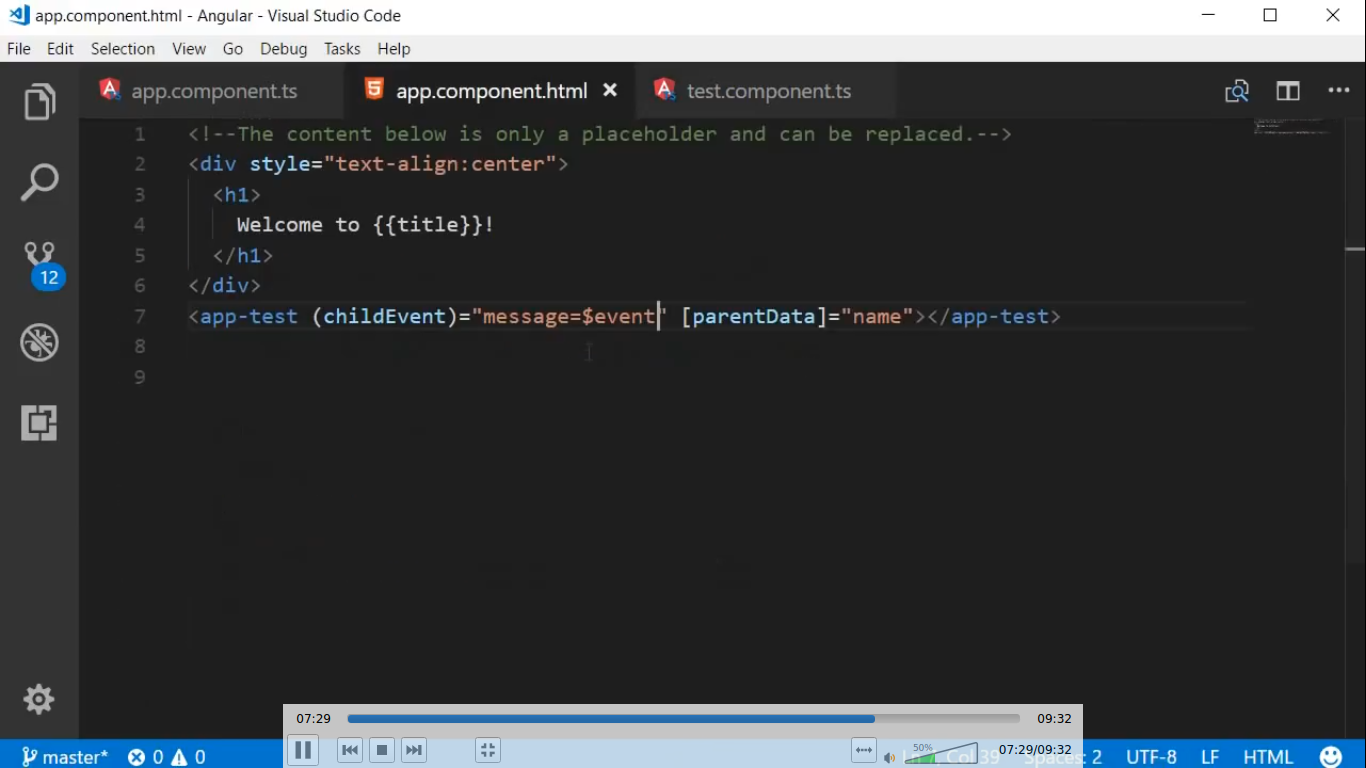 app.component.html - Angular - Visual Studio Code
File Edit Selection View Go Debug Tasks Help
app.component.ts app.component.html test.component.ts
1 <!--The content below is only a placeholder and can be replaced.-->
2 <div style="text-align:center">
3 <h1>
4 Welcome to {{title}}!
5 </h1>
6 </div>
7 <app-test (childEvent)="message=$event" [parentData]="name"></app-test>
8
9
12
07:29 09:32
50% 07:29/09:32
master* 0 0 Col 39 Spaces: 2 UTF-8 LF HTML